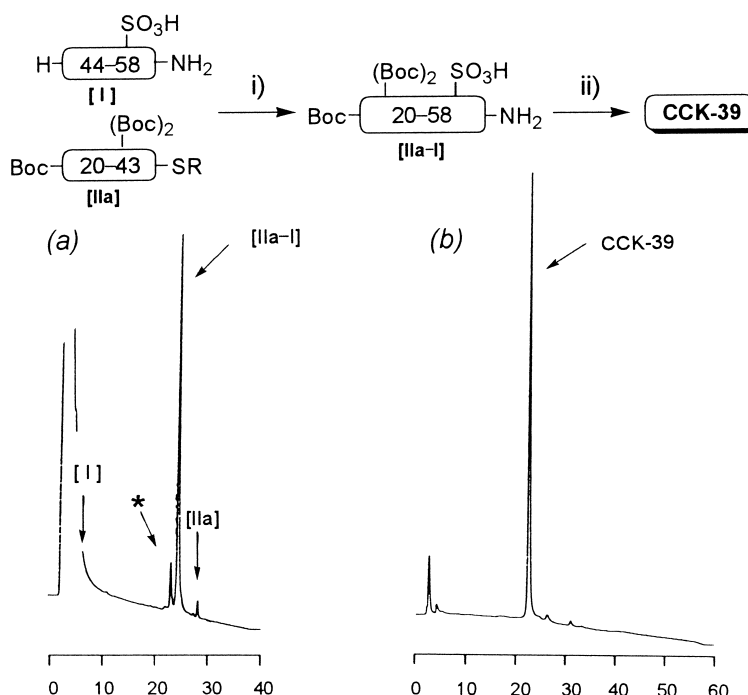 SO₃H
H 44–58 NH₂
[ I ]
(Boc)₂
Boc 20–43 SR
[IIa]
i)
(Boc)₂ SO₃H
Boc 20–58 NH₂
[IIa-I]
ii)
CCK-39
(a)
[IIa-I]
[ I ]
*
[IIa]
0 10 20 30 40
(b)
CCK-39
0 10 20 30 40 50 60